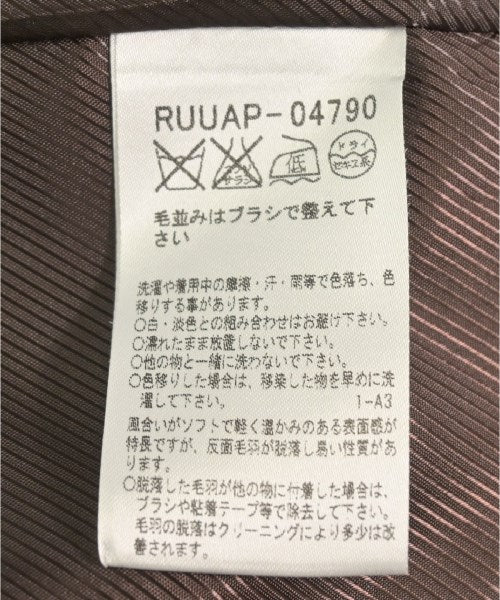 RUUAP-04790
エンソ
サラシ 低 ドライ
セキユ系
毛並みはブラシで整えて下
さい
洗濯や着用中の摩擦・汗・雨等で色落ち、色
移りする事があります。
○白・淡色との組み合わせはお避け下さい。
○濡れたまま放置しないで下さい。
○他の物と一緒に洗わないで下さい。
○色移りした場合は、移染した物を早めに洗
濯して下さい。 1-A3
風合いがソフトで軽く温かみのある表面感が
特長ですが、反面毛羽が脱落し易い性質があ
ります。
○脱落した毛羽が他の物に付着した場合は、
ブラシや粘着テープ等で除去して下さい。
毛羽の脱落はクリーニングにより多少は改
善されます。